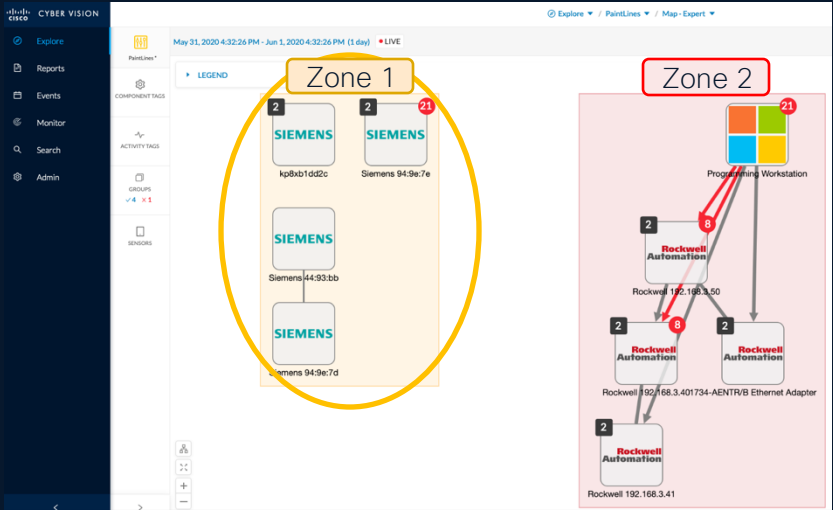 CISCO CYBER VISION
Explore ▼ / PaintLines ▼ / Map - Expert ▼
Explore
Reports
Events
Monitor
Search
Admin
PaintLines*
COMPONENT TAGS
ACTIVITY TAGS
GROUPS
✓4 ×1
SENSORS
May 31, 2020 4:32:26 PM - Jun 1, 2020 4:32:26 PM (1 day) • LIVE
LEGEND
Zone 1
2
SIEMENS
kp8xb1dd2c
2
21
SIEMENS
Siemens 94:9e:7e
SIEMENS
Siemens 44:93:bb
SIEMENS
Siemens 94:9e:7d
Zone 2
21
Programming Workstation
2
8
Rockwell
Automation
Rockwell 192.168.3.50
2
8
Rockwell
Automation
2
Rockwell
Automation
Rockwell 192.168.3.401734-AENTR/B Ethernet Adapter
2
Rockwell
Automation
Rockwell 192.168.3.41